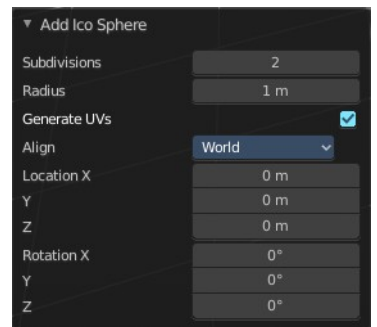 Add Ico Sphere
Subdivisions 2
Radius 1 m
Generate UVs
Align World
Location X 0 m
Y 0 m
Z 0 m
Rotation X 0°
Y 0°
Z 0°